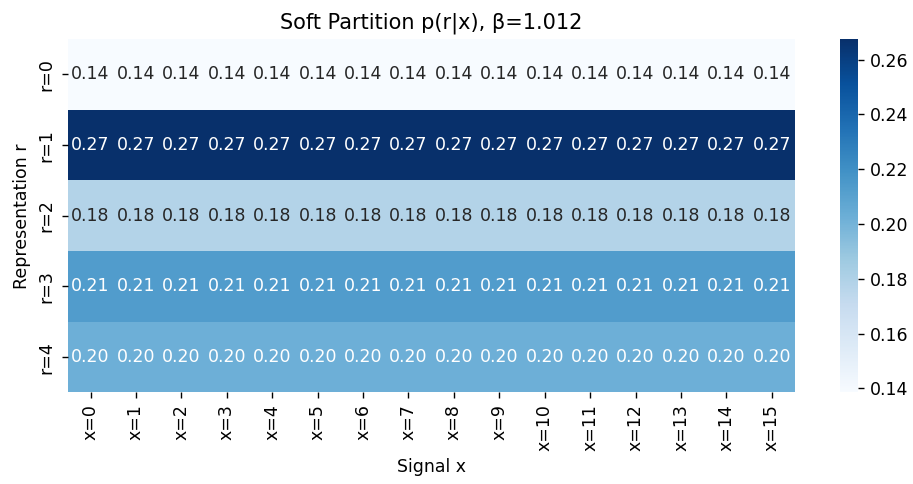 Soft Partition p(r|x), β=1.012
Representation r
r=0
0.14 0.14 0.14 0.14 0.14 0.14 0.14 0.14 0.14 0.14 0.14 0.14 0.14 0.14 0.14 0.14
r=1
0.27 0.27 0.27 0.27 0.27 0.27 0.27 0.27 0.27 0.27 0.27 0.27 0.27 0.27 0.27 0.27
r=2
0.18 0.18 0.18 0.18 0.18 0.18 0.18 0.18 0.18 0.18 0.18 0.18 0.18 0.18 0.18 0.18
r=3
0.21 0.21 0.21 0.21 0.21 0.21 0.21 0.21 0.21 0.21 0.21 0.21 0.21 0.21 0.21 0.21
r=4
0.20 0.20 0.20 0.20 0.20 0.20 0.20 0.20 0.20 0.20 0.20 0.20 0.20 0.20 0.20 0.20
x=0 x=1 x=2 x=3 x=4 x=5 x=6 x=7 x=8 x=9 x=10 x=11 x=12 x=13 x=14 x=15
Signal x
0.26
0.24
0.22
0.20
0.18
0.16
0.14